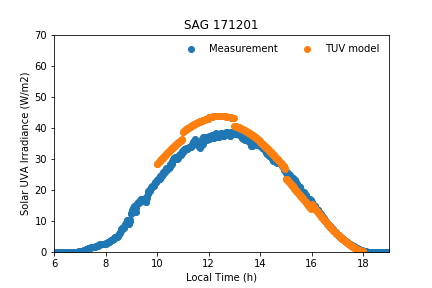 SAG 171201
Measurement
TUV model
Solar UVA Irradiance (W/m2)
70
60
50
40
30
20
10
0
6 8 10 12 14 16 18
Local Time (h)